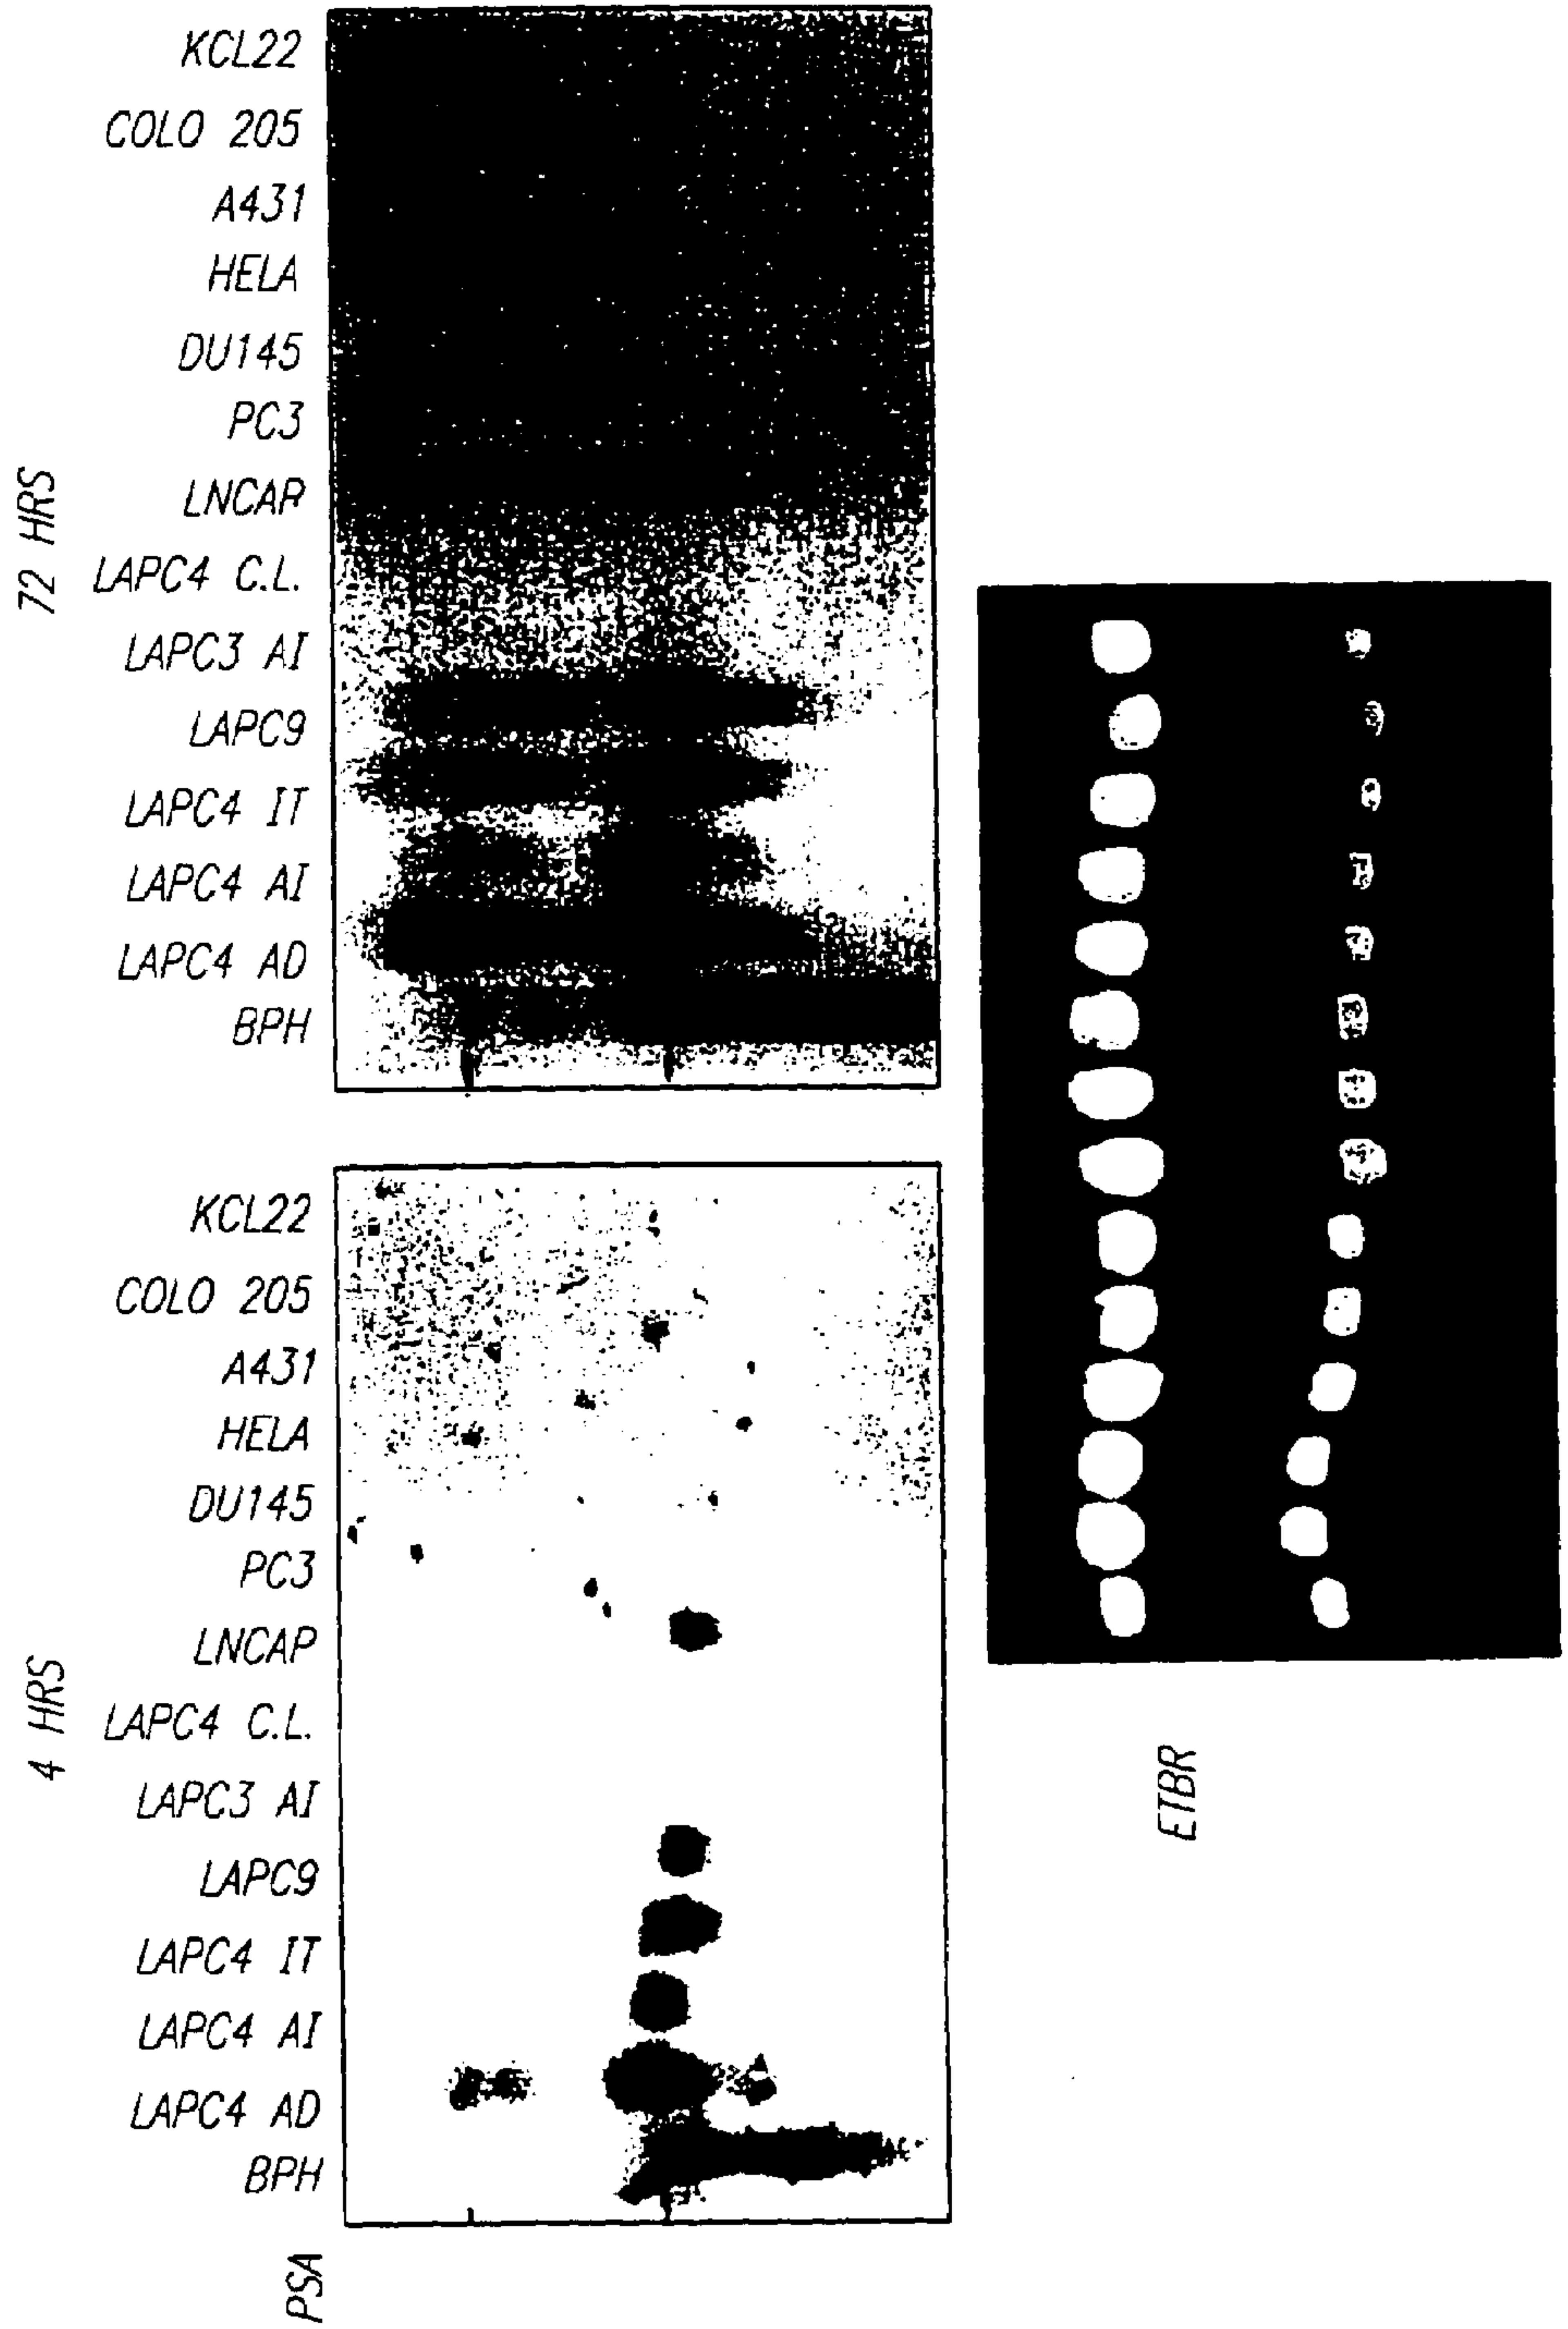 72 HRS
KCL22
COLO 205
A431
HELA
DU145
PC3
LNCAP
LAPC4 C.L.
LAPC3 AI
LAPC9
LAPC4 IT
LAPC4 AI
LAPC4 AD
BPH
4 HRS
KCL22
COLO 205
A431
HELA
DU145
PC3
LNCAP
LAPC4 C.L.
LAPC3 AI
LAPC9
LAPC4 IT
LAPC4 AI
LAPC4 AD
BPH
PSA
ETBR